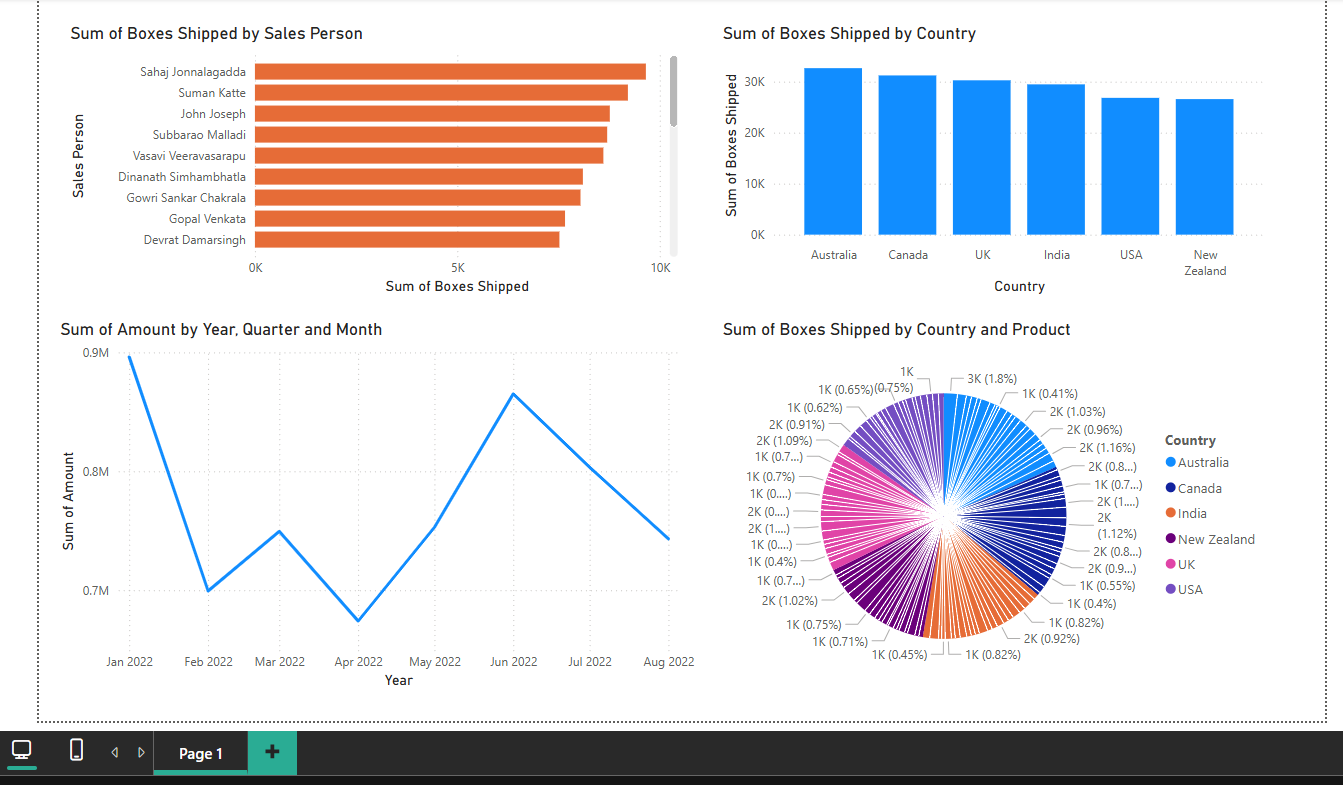 Sum of Boxes Shipped by Sales Person
Sales Person
Sahaj Jonnalagadda
Suman Katte
John Joseph
Subbarao Malladi
Vasavi Veeravasarapu
Dinanath Simhambhatla
Gowri Sankar Chakrala
Gopal Venkata
Devrat Damarsingh
0K 5K 10K
Sum of Boxes Shipped
Sum of Boxes Shipped by Country
Sum of Boxes Shipped
30K
20K
10K
0K
Australia Canada UK India USA New Zealand
Country
Sum of Amount by Year, Quarter and Month
Sum of Amount
0.9M
0.8M
0.7M
Jan 2022 Feb 2022 Mar 2022 Apr 2022 May 2022 Jun 2022 Jul 2022 Aug 2022
Year
Sum of Boxes Shipped by Country and Product
3K (1.8%)
1K (0.41%)
2K (1.03%)
2K (0.96%)
2K (1.16%)
2K (0.8...)
1K (0.7...)
2K (1....)
2K
(1.12%)
2K (0.8...)
2K (0.9...)
1K (0.55%)
1K (0.4%)
1K (0.82%)
2K (0.92%)
1K (0.82%)
1K (0.45%)
1K (0.71%)
1K (0.75%)
2K (1.02%)
1K (0.7...)
1K (0.4%)
1K (0....)
2K (1....)
2K (0....)
1K (0....)
1K (0.7%)
1K (0.7...)
2K (1.09%)
2K (0.91%)
1K (0.62%)
1K (0.65%)
1K
(0.75%)
Country
Australia
Canada
India
New Zealand
UK
USA
Page 1